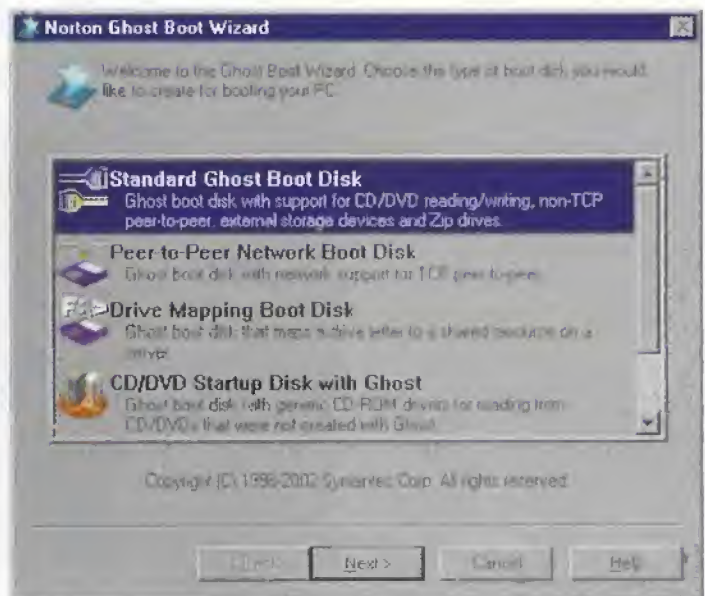 Norton Ghost Boot Wizard
Welcome to the Ghost Boot Wizard. Choose the type of boot disk you would
like to create for booting your PC.
Standard Ghost Boot Disk
Ghost boot disk with support for CD/DVD reading/writing, non-TCP
peer-to-peer, external storage devices and Zip drives.
Peer-to-Peer Network Boot Disk
Ghost boot disk with network support for TCP peer-to-peer.
Drive Mapping Boot Disk
Ghost boot disk that maps a drive letter to a shared resource on a
server.
CD/DVD Startup Disk with Ghost
Ghost boot disk with generic CD-ROM drivers for reading from
CD/DVDs that were not created with Ghost.
Copyright (C) 1998-2002 Symantec Corp. All rights reserved.
Next >
Cancel
Help